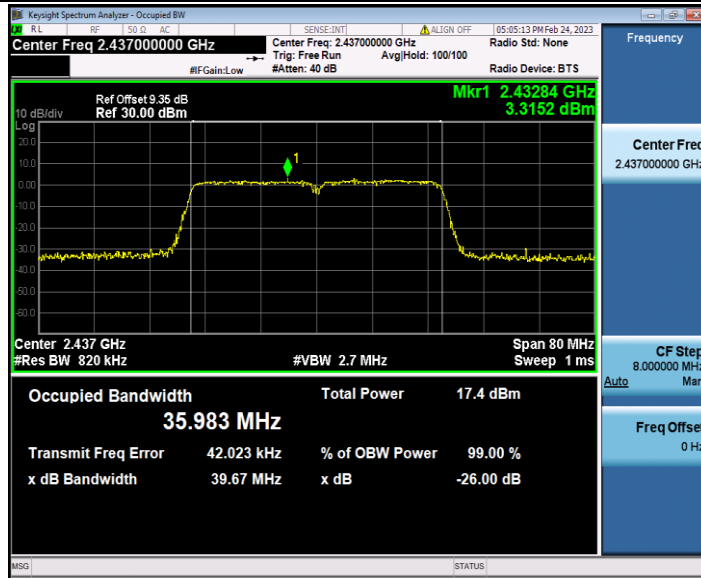 Keysight Spectrum Analyzer - Occupied BW
RL RF 50 Ω AC SENSE:INT ALIGN OFF 05:05:13 PM Feb 24, 2023
Center Freq 2.437000000 GHz
Center Freq: 2.437000000 GHz Radio Std: None
Trig: Free Run Avg|Hold: 100/100
#IFGain:Low #Atten: 40 dB Radio Device: BTS
Frequency
Ref Offset 9.35 dB
10 dB/div Ref 30.00 dBm
Mkr1 2.43284 GHz
3.3152 dBm
Log
20.0
10.0
0.00
-10.0
-20.0
-30.0
-40.0
-50.0
-60.0
1
Center 2.437 GHz Span 80 MHz
#Res BW 820 kHz #VBW 2.7 MHz Sweep 1 ms
Occupied Bandwidth Total Power 17.4 dBm
35.983 MHz
Transmit Freq Error 42.023 kHz % of OBW Power 99.00 %
x dB Bandwidth 39.67 MHz x dB -26.00 dB
Center Freq
2.437000000 GHz
CF Step
8.000000 MHz
Auto Man
Freq Offset
0 Hz
MSG STATUS